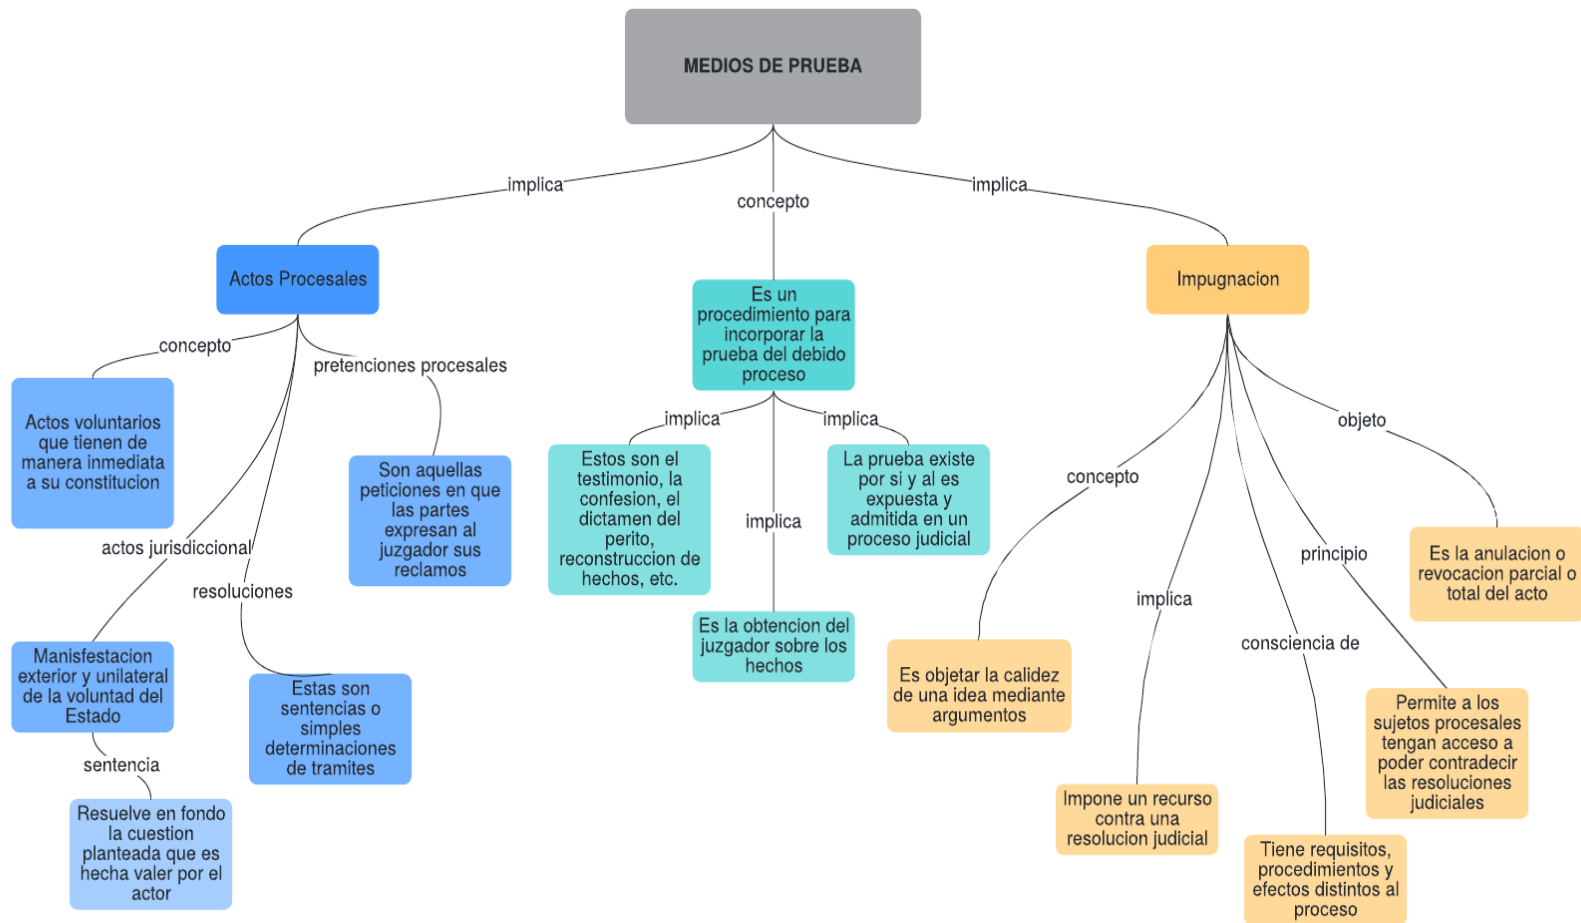 MEDIOS DE PRUEBA
implica
concepto
implica
Actos Procesales
Es un
procedimiento para
incorporar la
prueba del debido
proceso
Impugnacion
concepto
pretenciones procesales
actos jurisdiccional
resoluciones
Actos voluntarios
que tienen de
manera inmediata
a su constitucion
Son aquellas
peticiones en que
las partes
expresan al
juzgador sus
reclamos
Manisfestacion
exterior y unilateral
de la voluntad del
Estado
Estas son
sentencias o
simples
determinaciones
de tramites
sentencia
Resuelve en fondo
la cuestion
planteada que es
hecha valer por el
actor
implica
implica
implica
Estos son el
testimonio, la
confesion, el
dictamen del
perito,
reconstruccion de
hechos, etc.
La prueba existe
por si y al es
expuesta y
admitida en un
proceso judicial
Es la obtencion del
juzgador sobre los
hechos
concepto
implica
consciencia de
principio
objeto
Es objetar la calidez
de una idea mediante
argumentos
Impone un recurso
contra una
resolucion judicial
Tiene requisitos,
procedimientos y
efectos distintos al
proceso
Permite a los
sujetos procesales
tengan acceso a
poder contradecir
las resoluciones
judiciales
Es la anulacion o
revocacion parcial o
total del acto